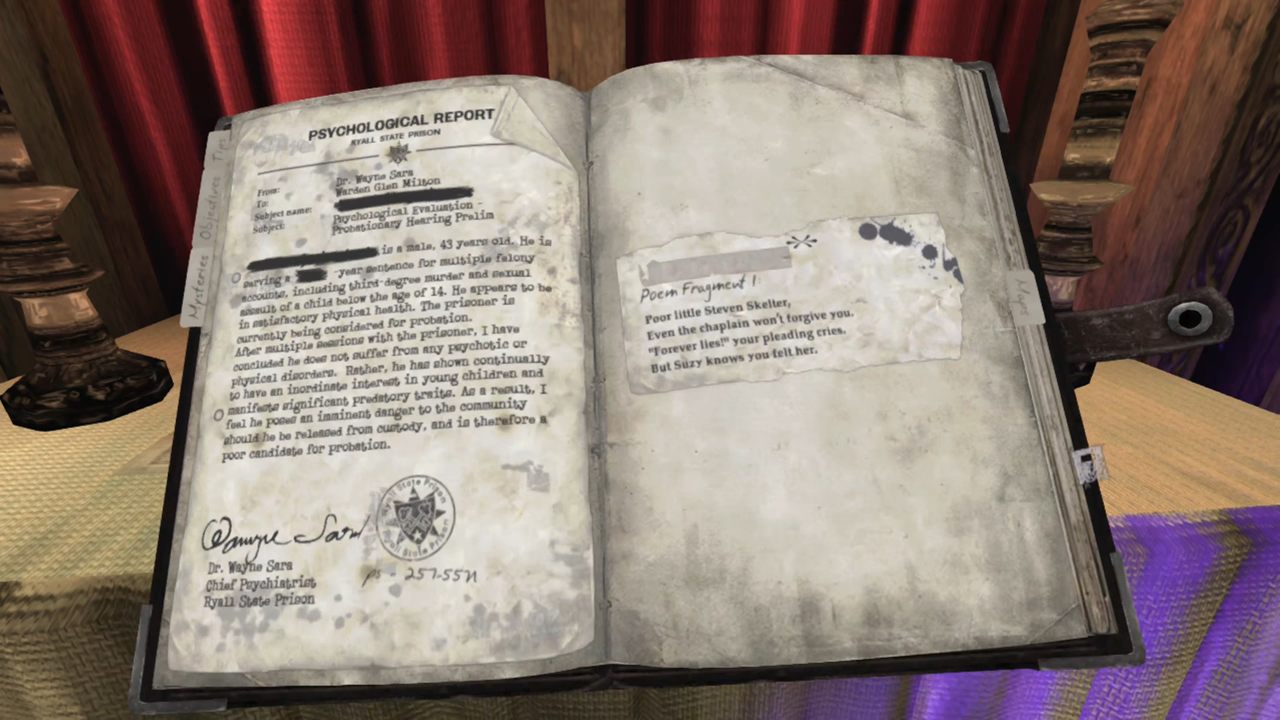 PSYCHOLOGICAL REPORT
RYALL STATE PRISON
From: Dr. Wayne Sara
To: Warden Glen Milton
Subject name:
Subject: Psychological Evaluation -
Probationary Hearing Prelim
is a male, 43 years old. He is
serving a -year sentence for multiple felony
accounts, including third-degree murder and sexual
assault of a child below the age of 14. He appears to be
in satisfactory physical health. The prisoner is
currently being considered for probation.
After multiple sessions with the prisoner, I have
concluded he does not suffer from any psychotic or
physical disorders. Rather, he has shown continually
to have an inordinate interest in young children and
manifests significant predatory traits. As a result, I
feel he poses an imminent danger to the community
should he be released from custody, and is therefore a
poor candidate for probation.
Wayne Sara
Ryall State Prison
Ryall State Prison
Dr. Wayne Sara
Chief Psychiatrist
Ryall State Prison
Mysteries Objectives
Poem Fragment 1
Poor little Steven Skelter,
Even the chaplain won't forgive you.
"Forever lies!" your pleading cries.
But Suzy knows you felt her.